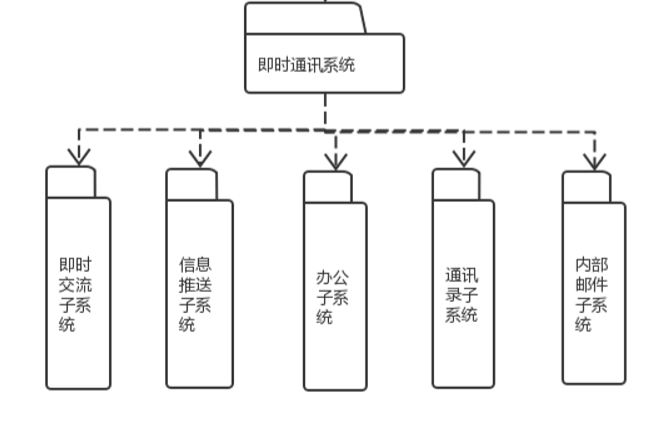 即时通讯系统
即时
交流
子系
统
信息
推送
子系
统
办公
子系
统
通讯
录子
系统
内部
邮件
子系
统